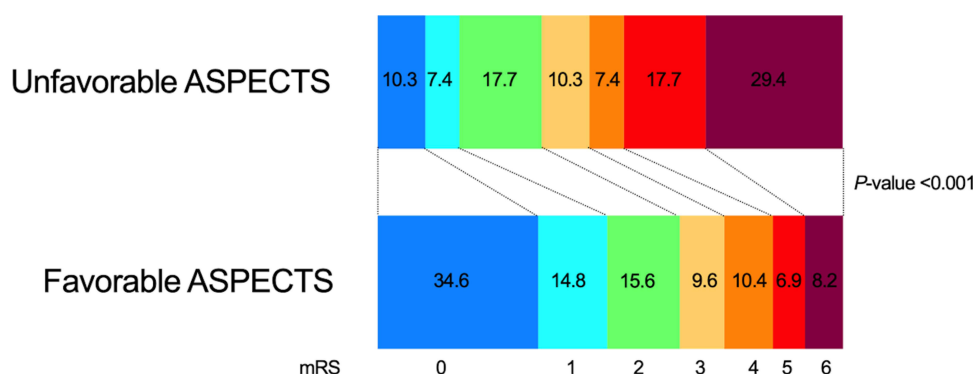 Unfavorable ASPECTS
10.3 7.4 17.7 10.3 7.4 17.7 29.4
P-value <0.001
Favorable ASPECTS
34.6 14.8 15.6 9.6 10.4 6.9 8.2
mRS 0 1 2 3 4 5 6